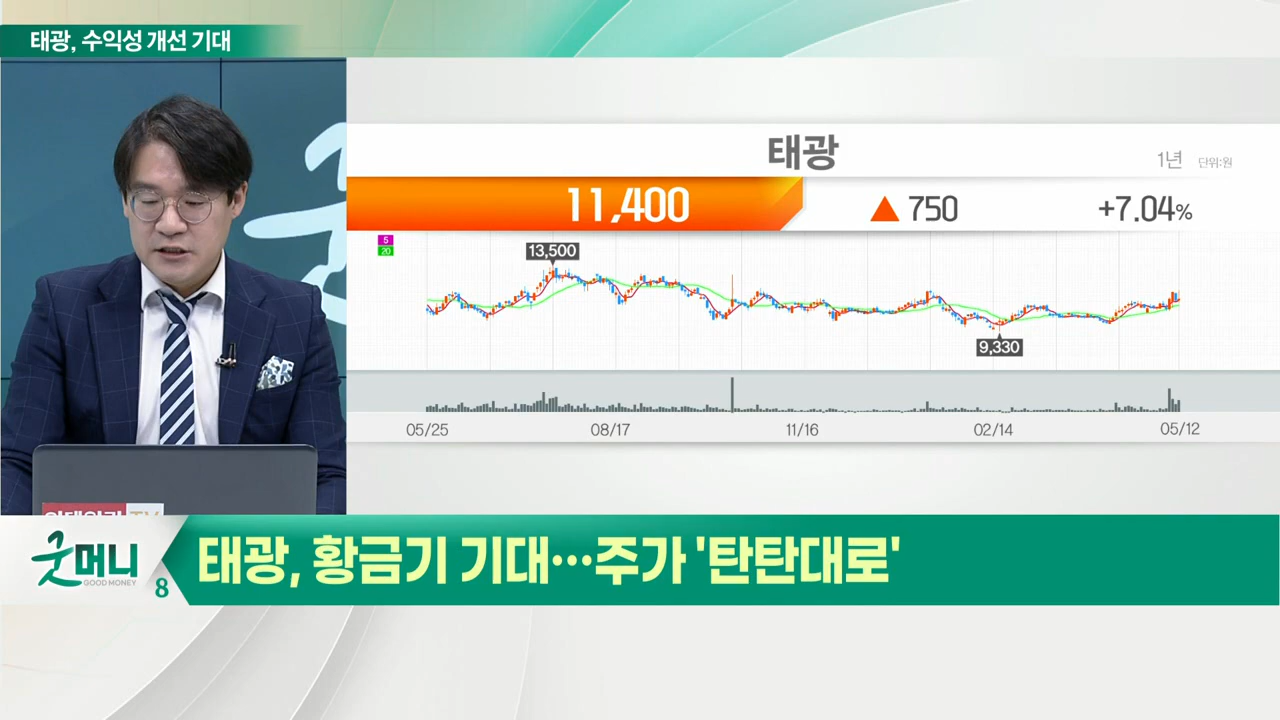 태광, 수익성 개선 기대
태광
1년 단위:원
11,400 ▲ 750 +7.04%
5
20
13,500
9,330
05/25 08/17 11/16 02/14 05/12
굿머니
GOOD MONEY
8
태광, 황금기 기대…주가 '탄탄대로'